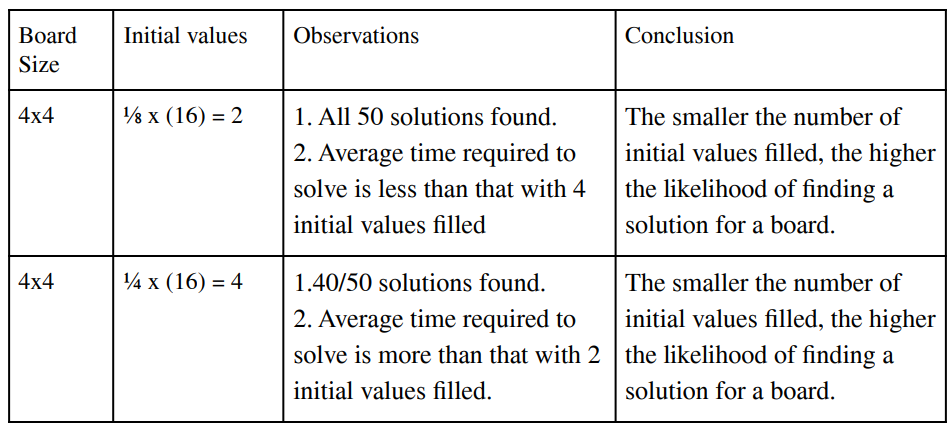 Board
Size
Initial values
Observations
Conclusion
4x4
⅛ x (16) = 2
1. All 50 solutions found.
2. Average time required to
solve is less than that with 4
initial values filled
The smaller the number of
initial values filled, the higher
the likelihood of finding a
solution for a board.
4x4
¼ x (16) = 4
1.40/50 solutions found.
2. Average time required to
solve is more than that with 2
initial values filled.
The smaller the number of
initial values filled, the higher
the likelihood of finding a
solution for a board.